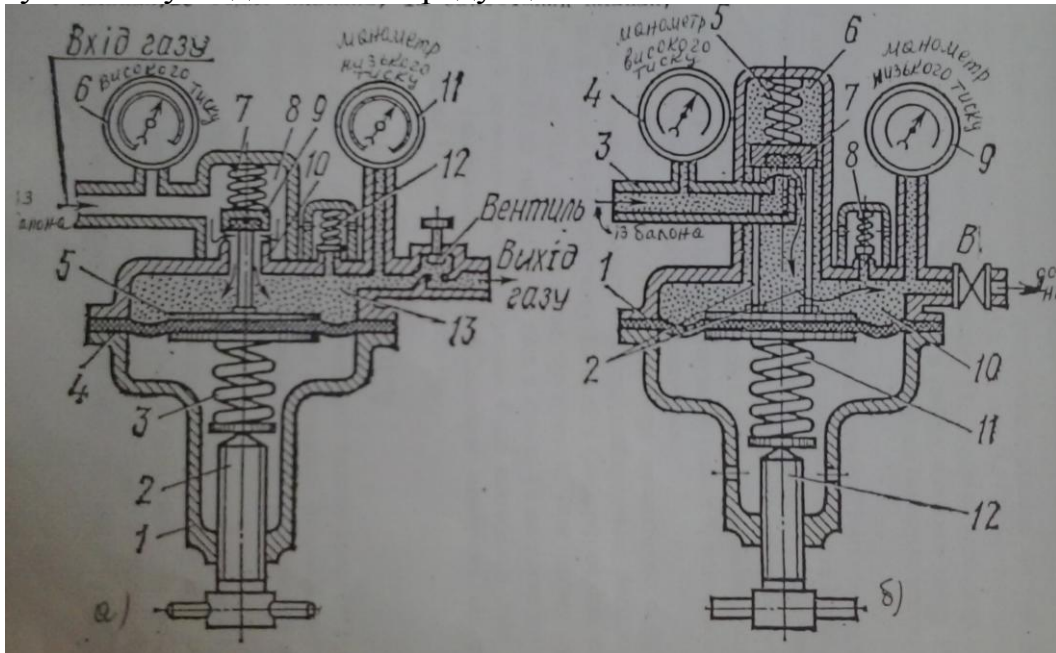 Вхід газу
6 високого тиску
манометр низького тиску
11
7
8
9
10
12
із
балона
Вентиль
Вихід газу
5
13
4
3
2
1
а)
манометр високого тиску
4
5
6
манометр низького тиску
7
3
8
9
із балона
В
1
2
10
11
12
б)